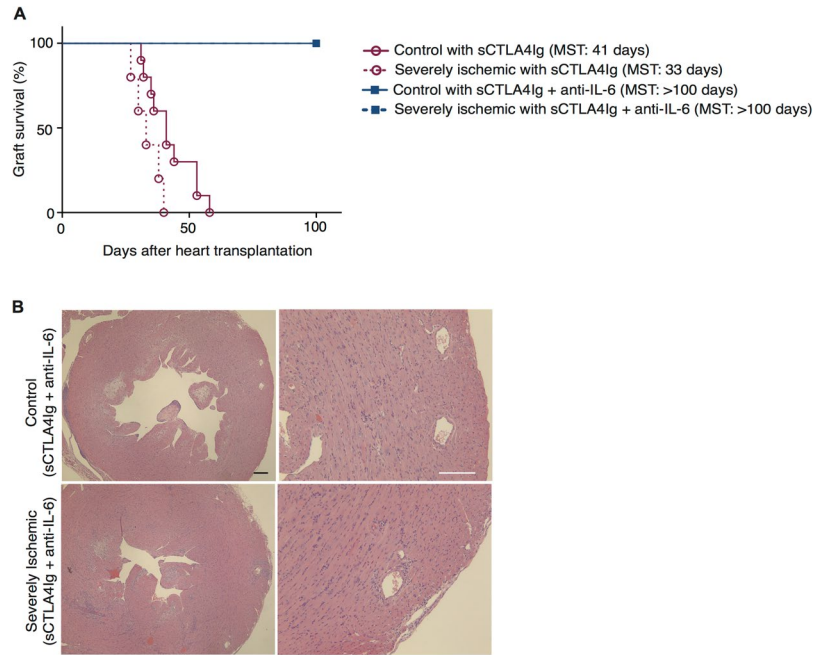 A
100
50
0
0
50
100
Graft survival (%)
Days after heart transplantation
Control with sCTLA4Ig (MST: 41 days)
Severely ischemic with sCTLA4Ig (MST: 33 days)
Control with sCTLA4Ig + anti-IL-6 (MST: >100 days)
Severely ischemic with sCTLA4Ig + anti-IL-6 (MST: >100 days)
B
Control
(sCTLA4Ig + anti-IL-6)
Severely Ischemic
(sCTLA4Ig + anti-IL-6)